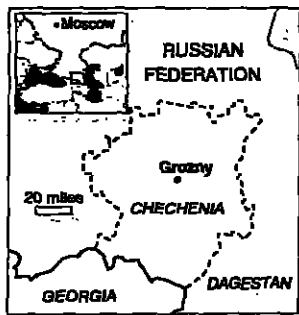 Moscow
RUSSIAN
FEDERATION
Grozny
20 miles
CHECHENIA
DAGESTAN
GEORGIA